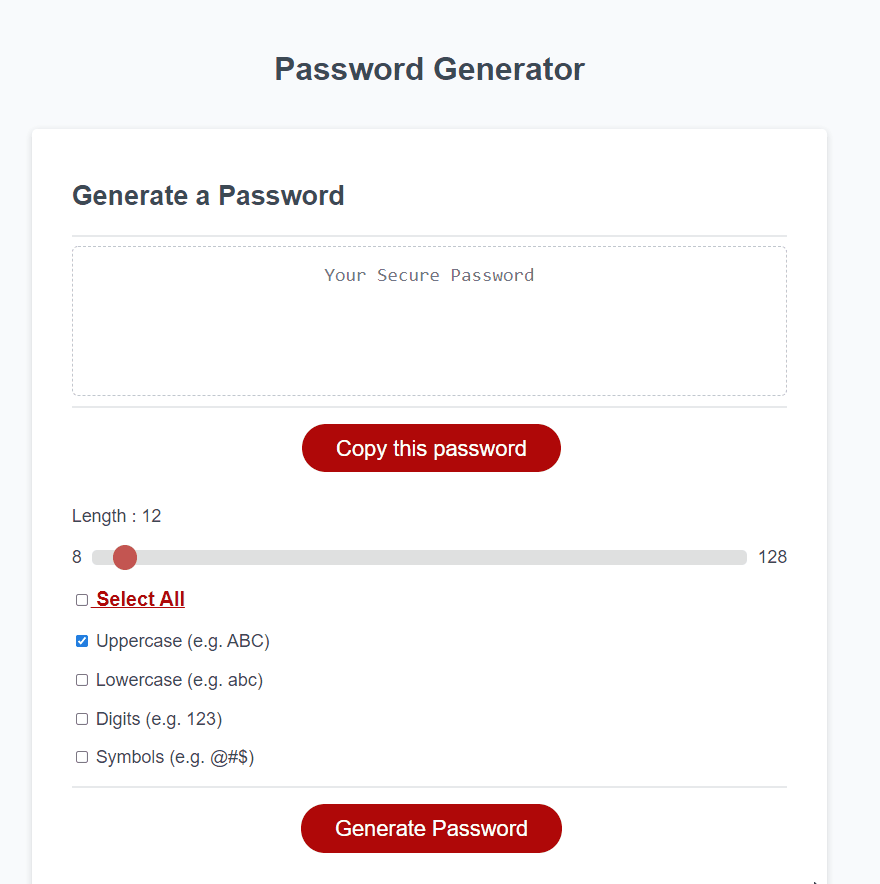 Password Generator
Generate a Password
Your Secure Password
Copy this password
Length : 12
8 128
Select All
Uppercase (e.g. ABC)
Lowercase (e.g. abc)
Digits (e.g. 123)
Symbols (e.g. @#$)
Generate Password